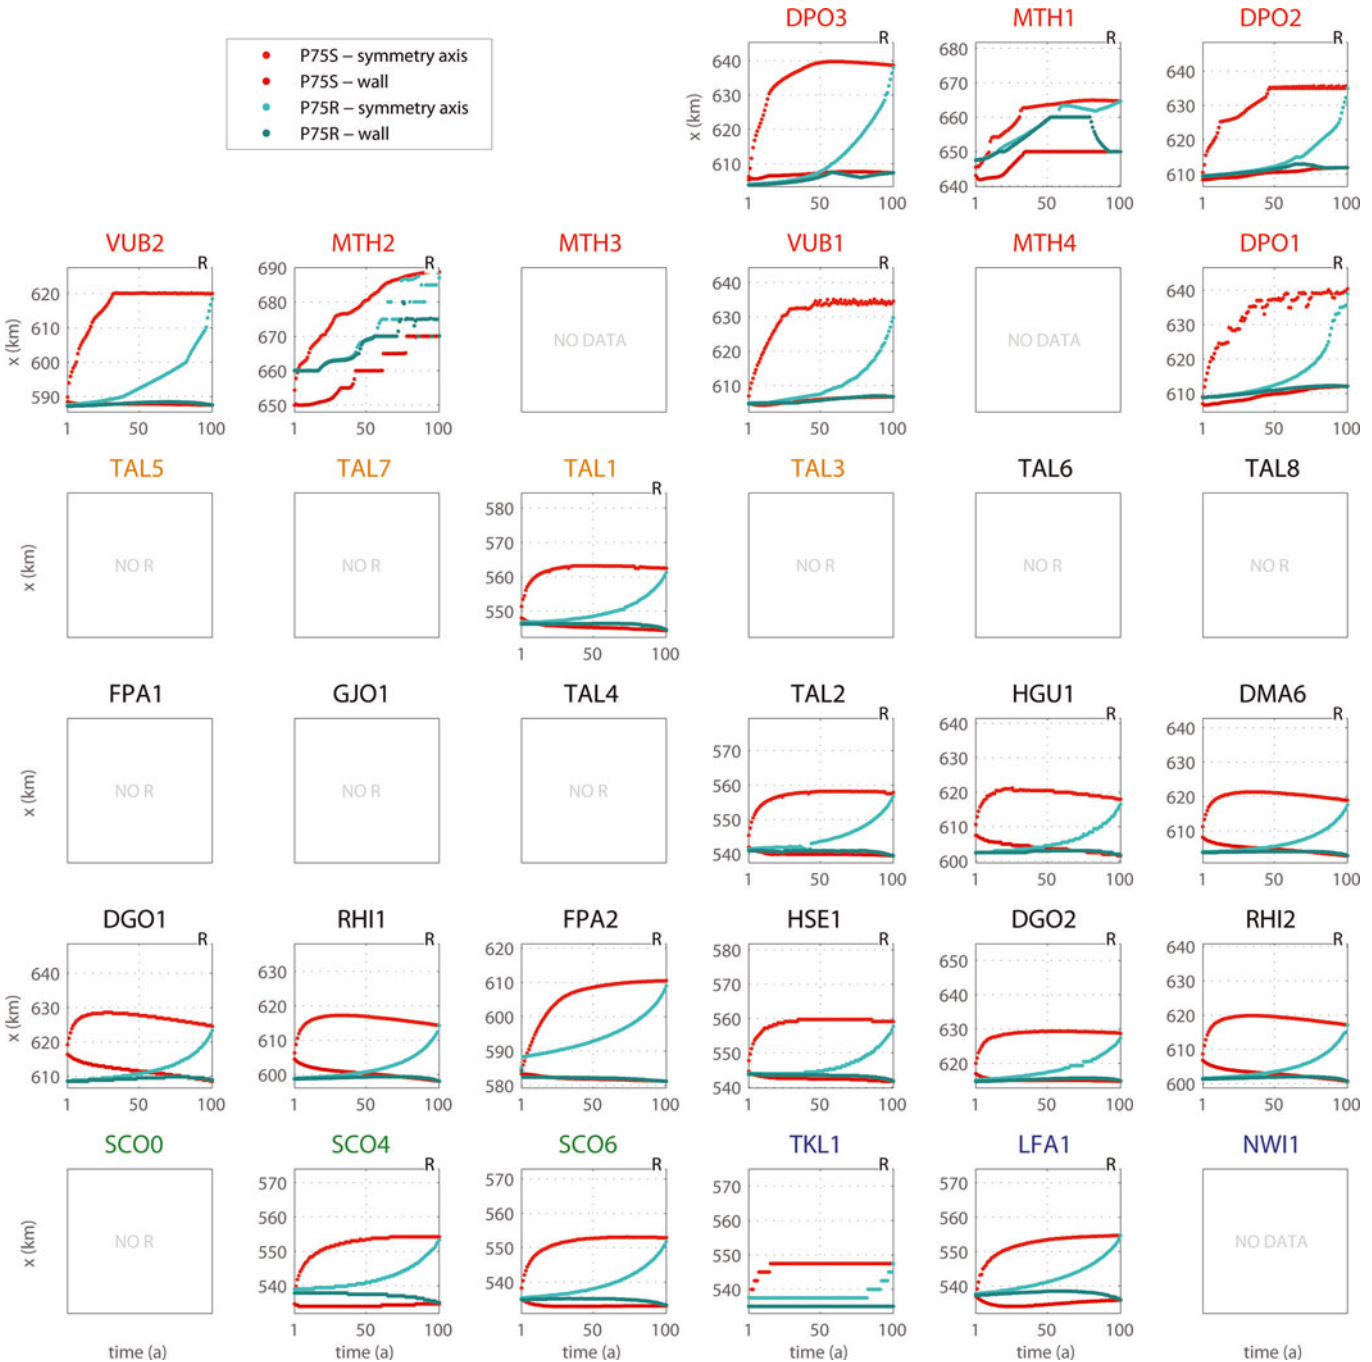 P75S – symmetry axis
P75S – wall
P75R – symmetry axis
P75R – wall
DPO3 MTH1 DPO2
R R R
x (km) 640 630 620 610
680 670 660 650 640
640 630 620 610
1 50 100 1 50 100 1 50 100
VUB2 MTH2 MTH3 VUB1 MTH4 DPO1
R R R R
x (km) 620 610 600 590
690 680 670 660 650
NO DATA
640 630 620 610
NO DATA
640 630 620 610
1 50 100 1 50 100 1 50 100 1 50 100
TAL5 TAL7 TAL1 TAL3 TAL6 TAL8
R
x (km) NO R NO R
580 570 560 550
NO R NO R NO R
1 50 100
FPA1 GJO1 TAL4 TAL2 HGU1 DMA6
R R R
x (km) NO R NO R NO R
570 560 550 540
640 630 620 610 600
640 630 620 610
1 50 100 1 50 100 1 50 100
DGO1 RHI1 FPA2 HSE1 DGO2 RHI2
R R R R R R
x (km) 640 630 620 610
630 620 610 600
620 610 600 590 580
580 570 560 550 540
650 640 630 620
640 630 620 610 600
1 50 100 1 50 100 1 50 100 1 50 100 1 50 100 1 50 100
SCO0 SCO4 SCO6 TKL1 LFA1 NWI1
R R R R
x (km) NO R
570 560 550 540
570 560 550 540
570 560 550 540
570 560 550 540
NO DATA
1 50 100 1 50 100 1 50 100 1 50 100
time (a) time (a) time (a) time (a) time (a) time (a)